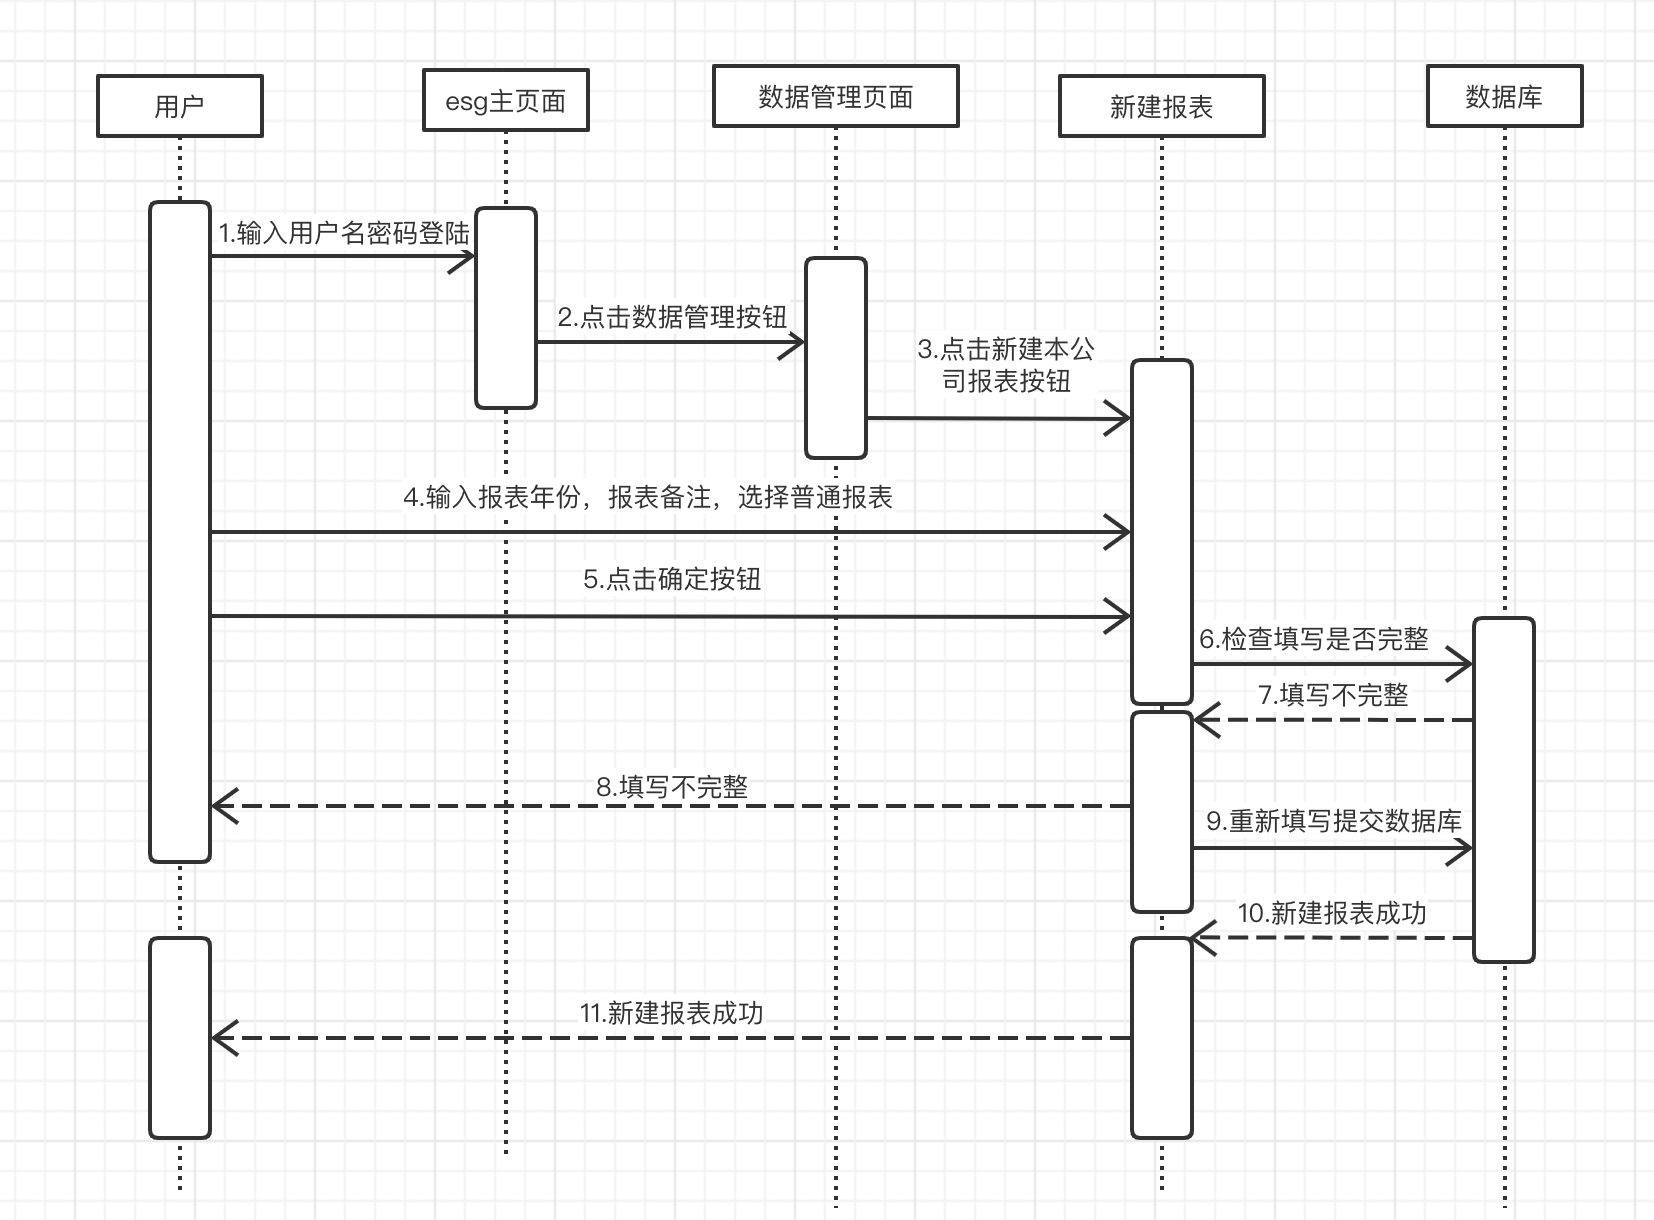 用户
esg主页面
数据管理页面
新建报表
数据库
1.输入用户名密码登陆
2.点击数据管理按钮
3.点击新建本公
司报表按钮
4.输入报表年份，报表备注，选择普通报表
5.点击确定按钮
6.检查填写是否完整
7.填写不完整
8.填写不完整
9.重新填写提交数据库
10.新建报表成功
11.新建报表成功